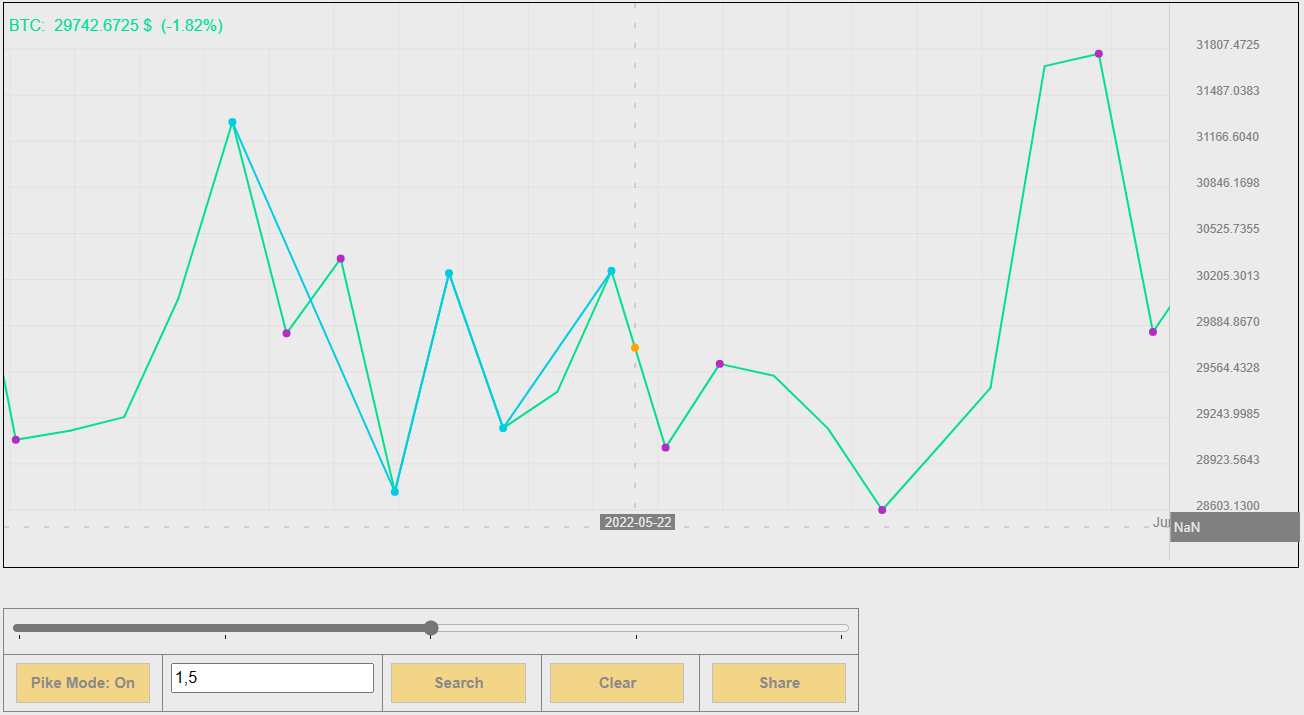 BTC: 29742.6725 $ (-1.82%)
31807.4725
31487.0383
31166.6040
30846.1698
30525.7355
30205.3013
29884.8670
29564.4328
29243.9985
28923.5643
28603.1300
2022-05-22
NaN
Pike Mode: On
1,5
Search
Clear
Share